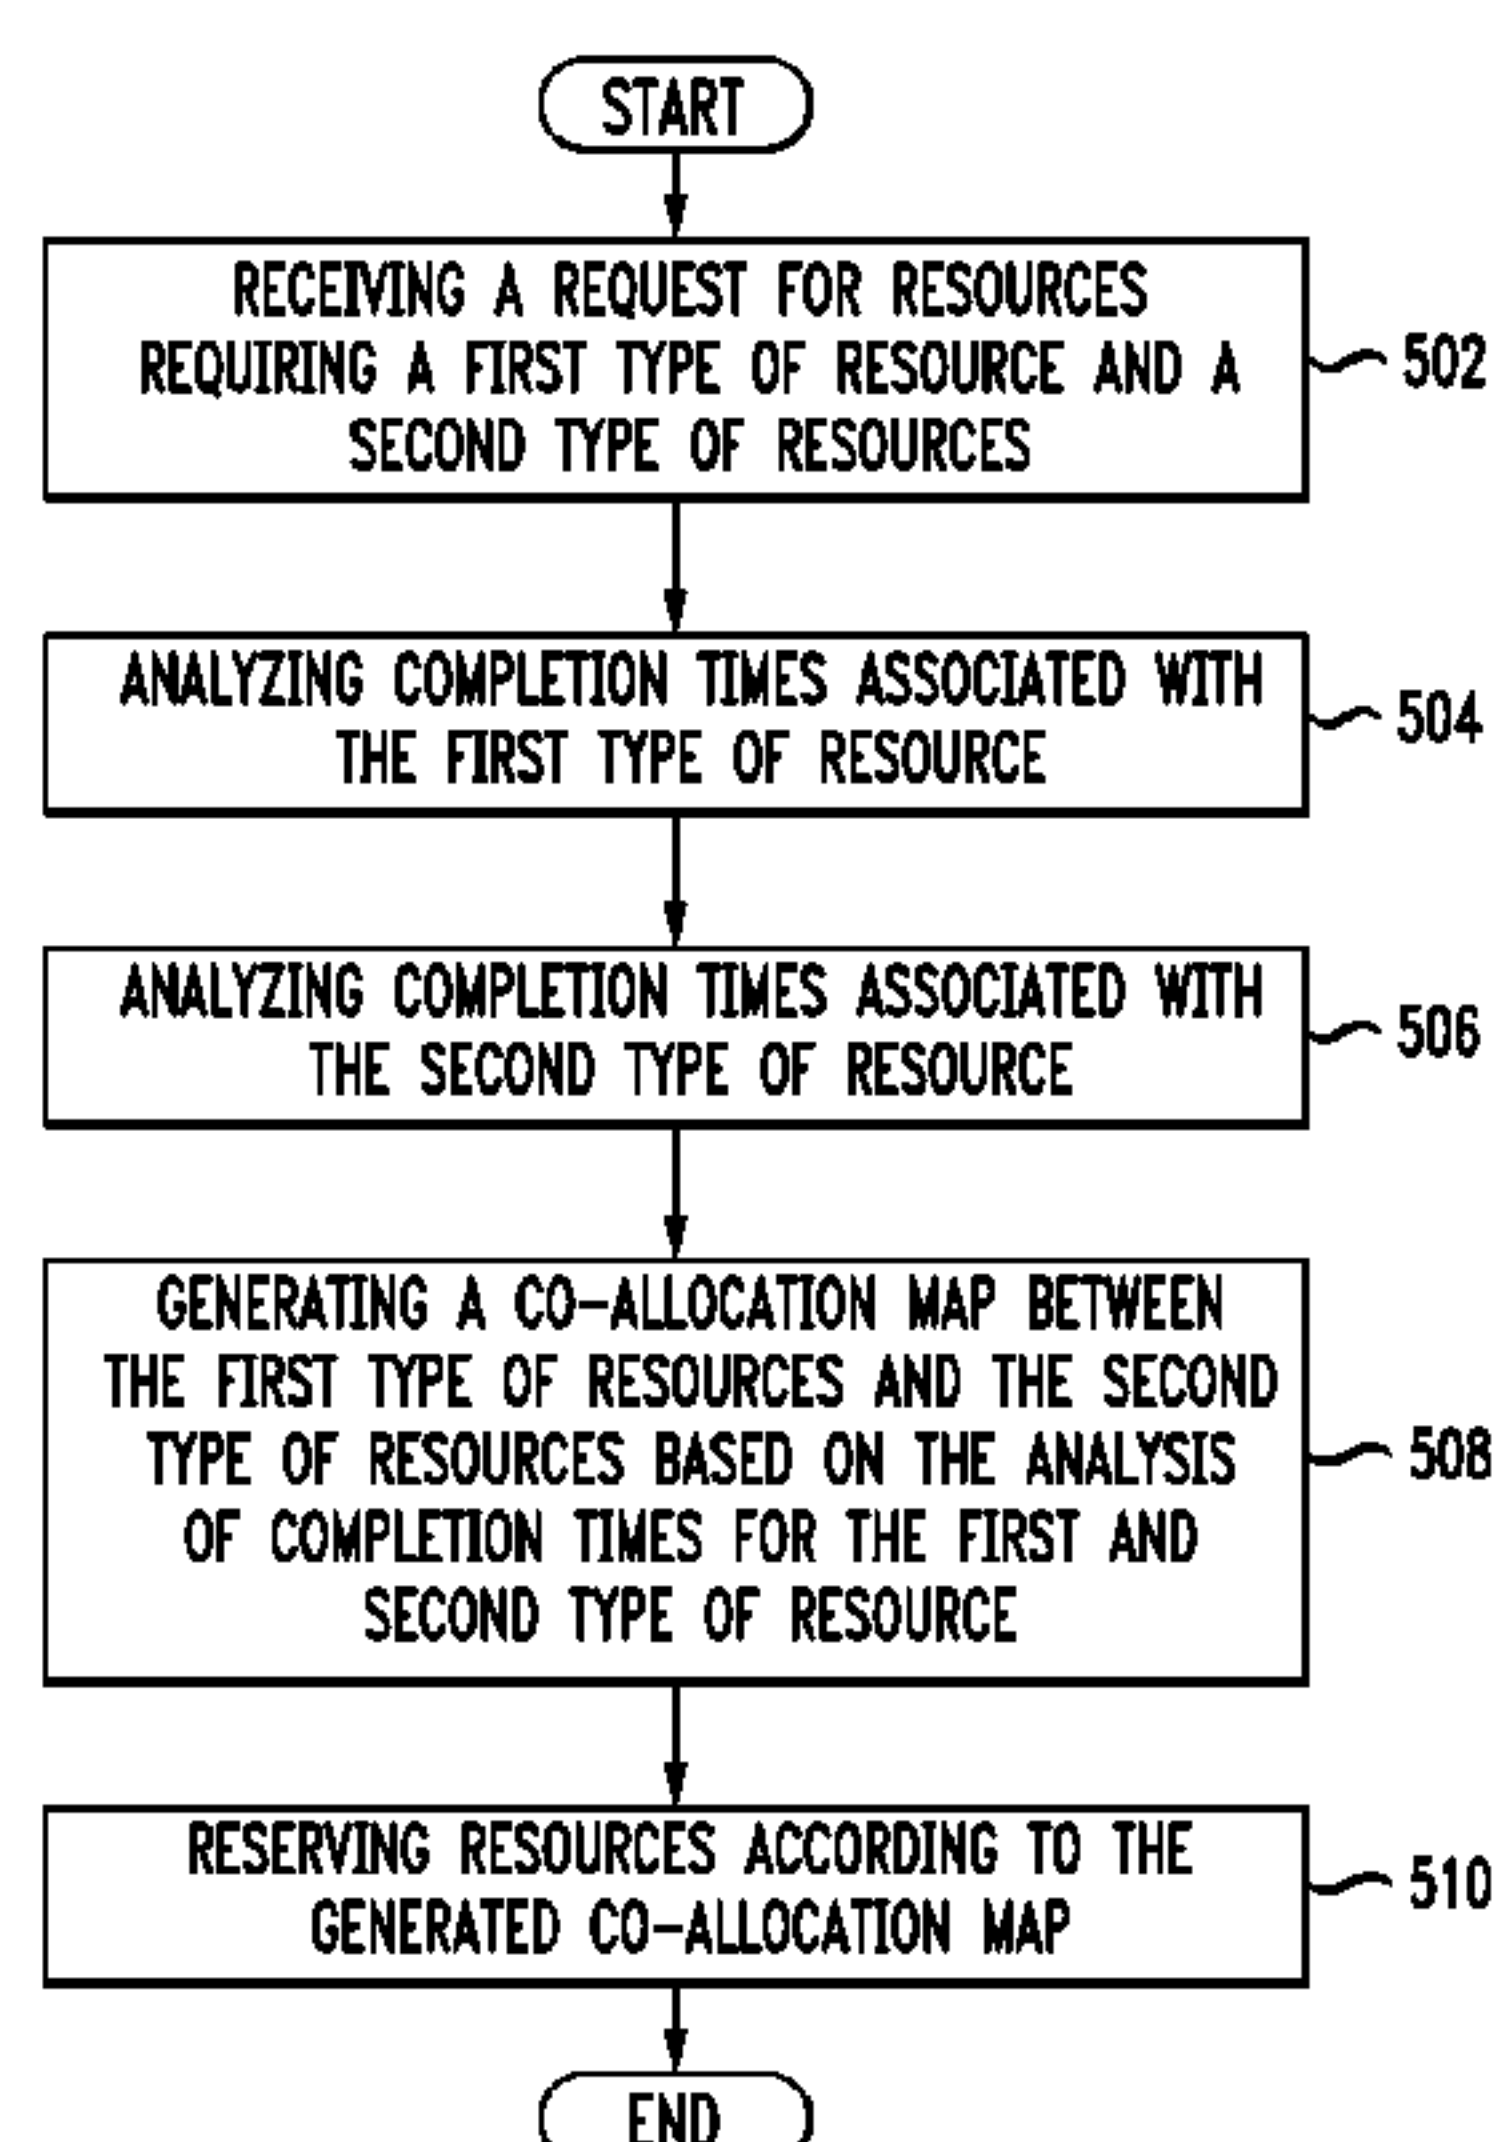 START
RECEIVING A REQUEST FOR RESOURCES
REQUIRING A FIRST TYPE OF RESOURCE AND A
SECOND TYPE OF RESOURCES
502
ANALYZING COMPLETION TIMES ASSOCIATED WITH
THE FIRST TYPE OF RESOURCE
504
ANALYZING COMPLETION TIMES ASSOCIATED WITH
THE SECOND TYPE OF RESOURCE
506
GENERATING A CO-ALLOCATION MAP BETWEEN
THE FIRST TYPE OF RESOURCES AND THE SECOND
TYPE OF RESOURCES BASED ON THE ANALYSIS
OF COMPLETION TIMES FOR THE FIRST AND
SECOND TYPE OF RESOURCE
508
RESERVING RESOURCES ACCORDING TO THE
GENERATED CO-ALLOCATION MAP
510
END